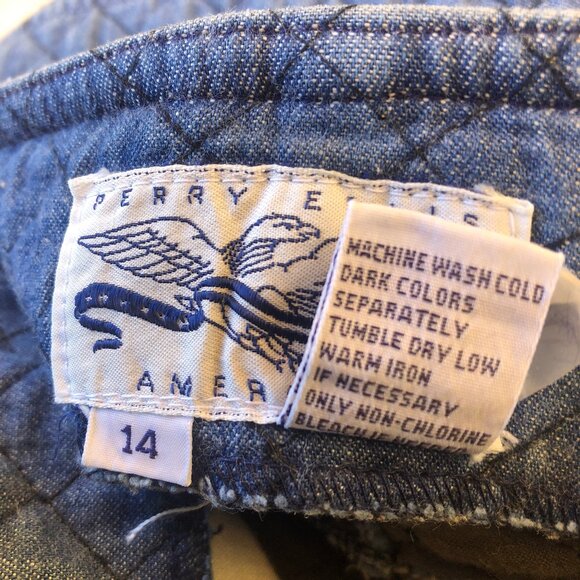 PERRY E IS
AMER
14
MACHINE WASH COLD
DARK COLORS
SEPARATELY
TUMBLE DRY LOW
WARM IRON
IF NECESSARY
ONLY NON-CHLORINE